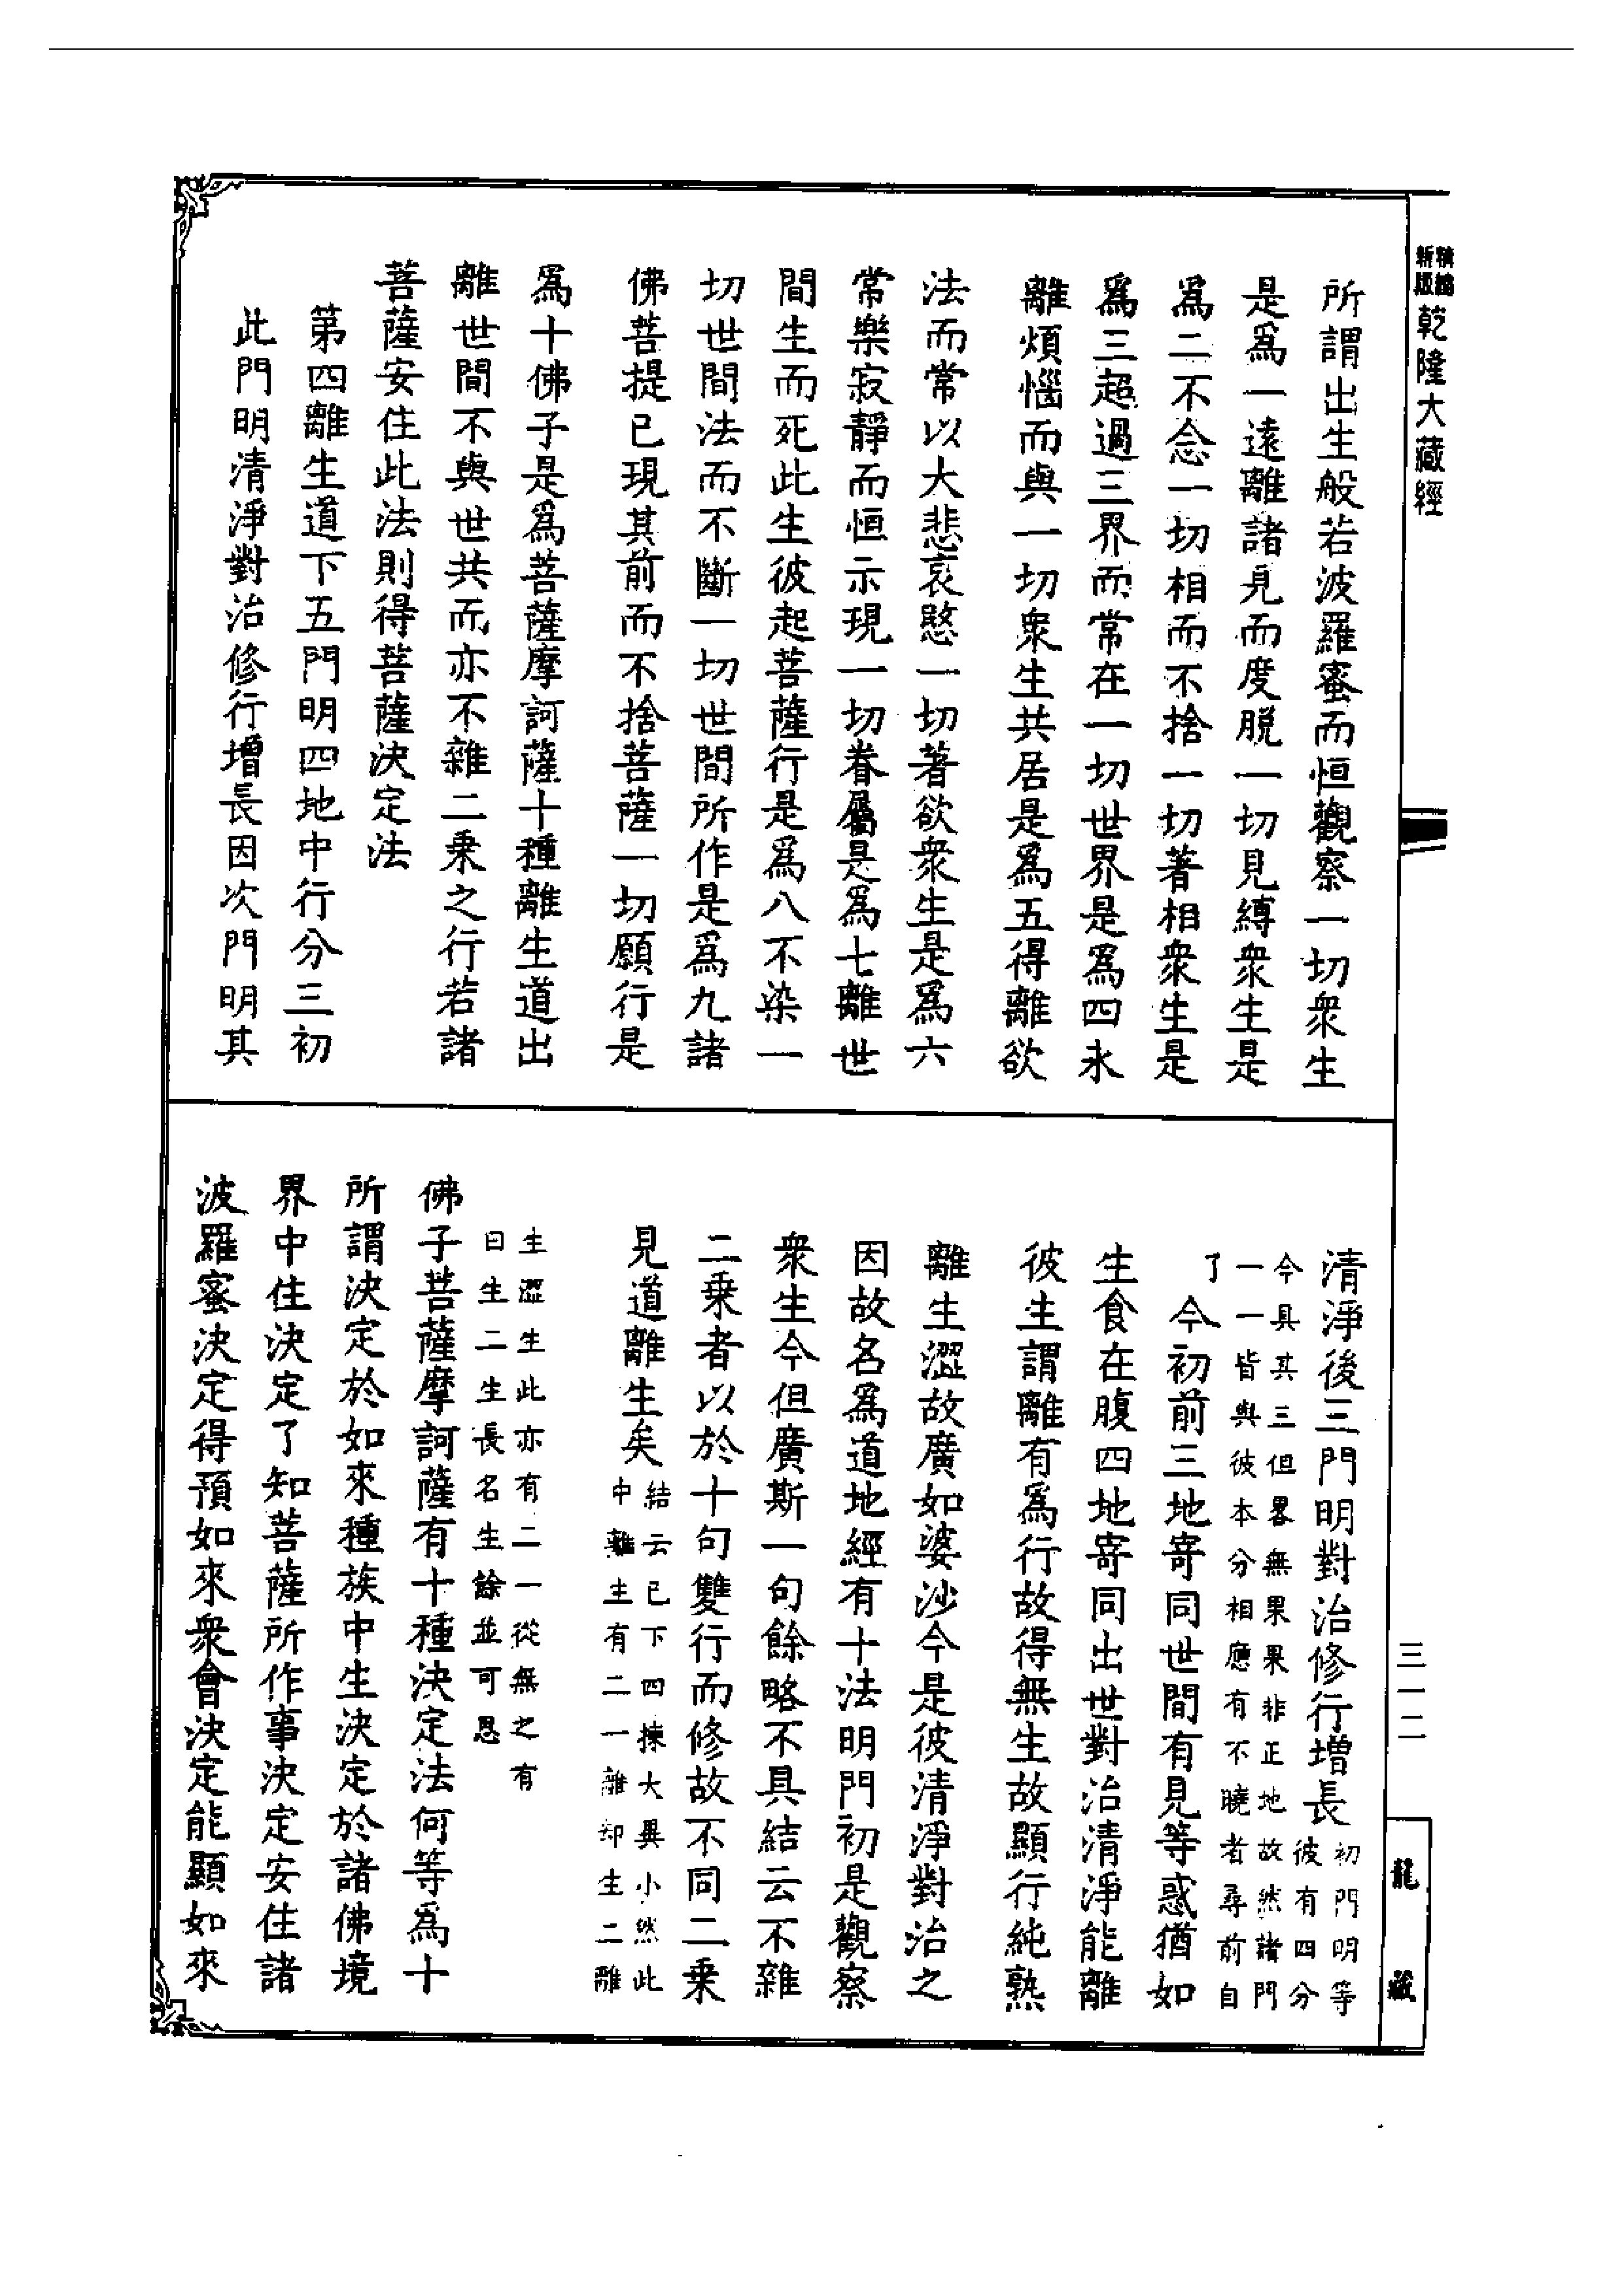 新版
精編
乾隆大藏經
所謂出生般若波羅蜜而恒觀察一切衆生
是爲一遠離諸見而度脱一切見縛衆生是
爲二不念一切相而不捨一切著相衆生是
爲三超過三界而常在一切世界是爲四永
離煩惱而與一切衆生共居是爲五得離欲
法而常以大悲哀愍一切著欲衆生是爲六
常樂寂靜而恒示現一切眷屬是爲七離世
間生而死此生彼起菩薩行是爲八不染一
切世間法而不斷一切世間所作是爲九諸
佛菩提已現其前而不捨菩薩一切願行是
爲十佛子是爲菩薩摩訶薩十種離生道出
離世間不與世共而亦不雜二乘之行若諸
菩薩安住此法則得菩薩決定法
第四離生道下五門明四地中行分三初
此門明清淨對治修行增長因次門明其
清淨後三門明對治修行增長
初門明等
彼有四分
今具其三但畧無果果非正地故然諸門
一一皆與彼本分相應有不曉者尋前自
了
今初前三地寄同世間有見等惑猶如
生食在腹四地寄同出世對治清淨能離
彼生謂離有爲行故得無生故顯行純熟
離生澀故廣如婆沙今是彼清淨對治之
因故名爲道地經有十法明門初是觀察
衆生今但廣斯一句餘略不具結云不雜
二乘者以於十句雙行而修故不同二乘
見道離生矣
結云已下四揀大異小然此
中離生有二一離却生二離
生澀生此亦有二一從無之有
曰生二生長名生餘並可思
佛子菩薩摩訶薩有十種決定法何等爲十
所謂決定於如來種族中生決定於諸佛境
界中住決定了知菩薩所作事決定安住諸
波羅蜜決定得預如來衆會決定能顯如來
三一二
龍藏